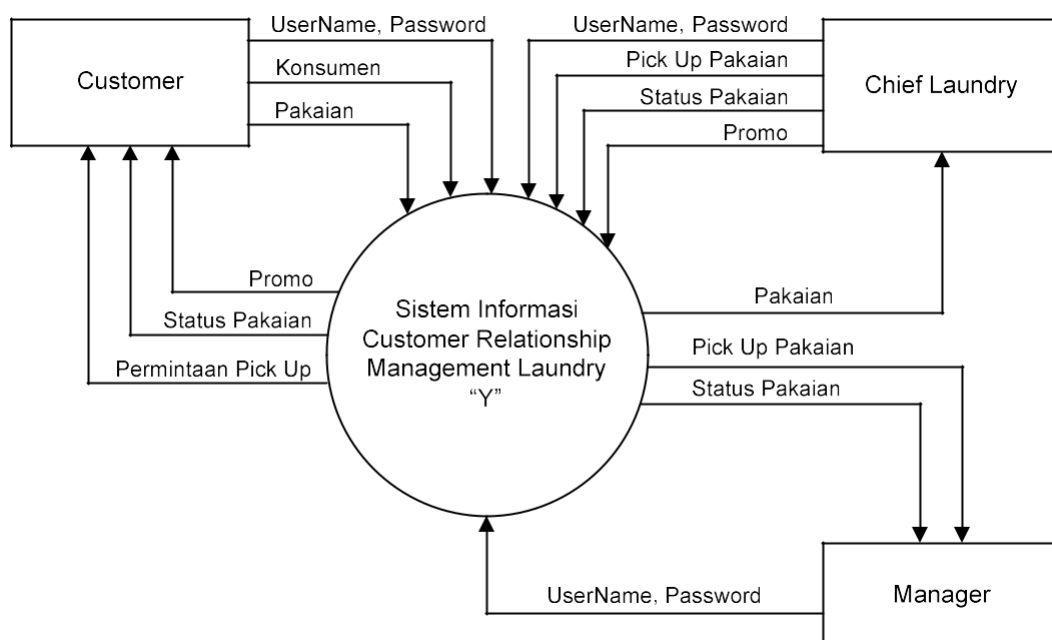 UserName, Password
Konsumen
Pakaian
Customer
UserName, Password
Pick Up Pakaian
Status Pakaian
Promo
Chief Laundry
Promo
Status Pakaian
Permintaan Pick Up
Sistem Informasi
Customer Relationship
Management Laundry
“Y”
Pakaian
Pick Up Pakaian
Status Pakaian
UserName, Password
Manager